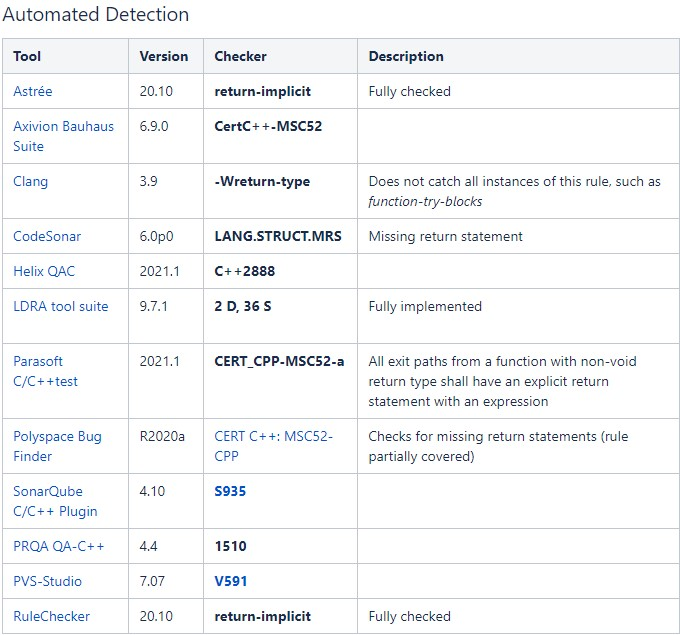 Automated Detection
Tool Version Checker Description
Astrée 20.10 return-implicit Fully checked
Axivion Bauhaus 6.9.0 CertC++-MSC52
Suite
Clang 3.9 -Wreturn-type Does not catch all instances of this rule, such as
function-try-blocks
CodeSonar 6.0p0 LANG.STRUCT.MRS Missing return statement
Helix QAC 2021.1 C++2888
LDRA tool suite 9.7.1 2 D, 36 S Fully implemented
Parasoft 2021.1 CERT_CPP-MSC52-a All exit paths from a function with non-void
C/C++test return type shall have an explicit return
statement with an expression
Polyspace Bug R2020a CERT C++: MSC52- Checks for missing return statements (rule
Finder CPP partially covered)
SonarQube 4.10 S935
C/C++ Plugin
PRQA QA-C++ 4.4 1510
PVS-Studio 7.07 V591
RuleChecker 20.10 return-implicit Fully checked